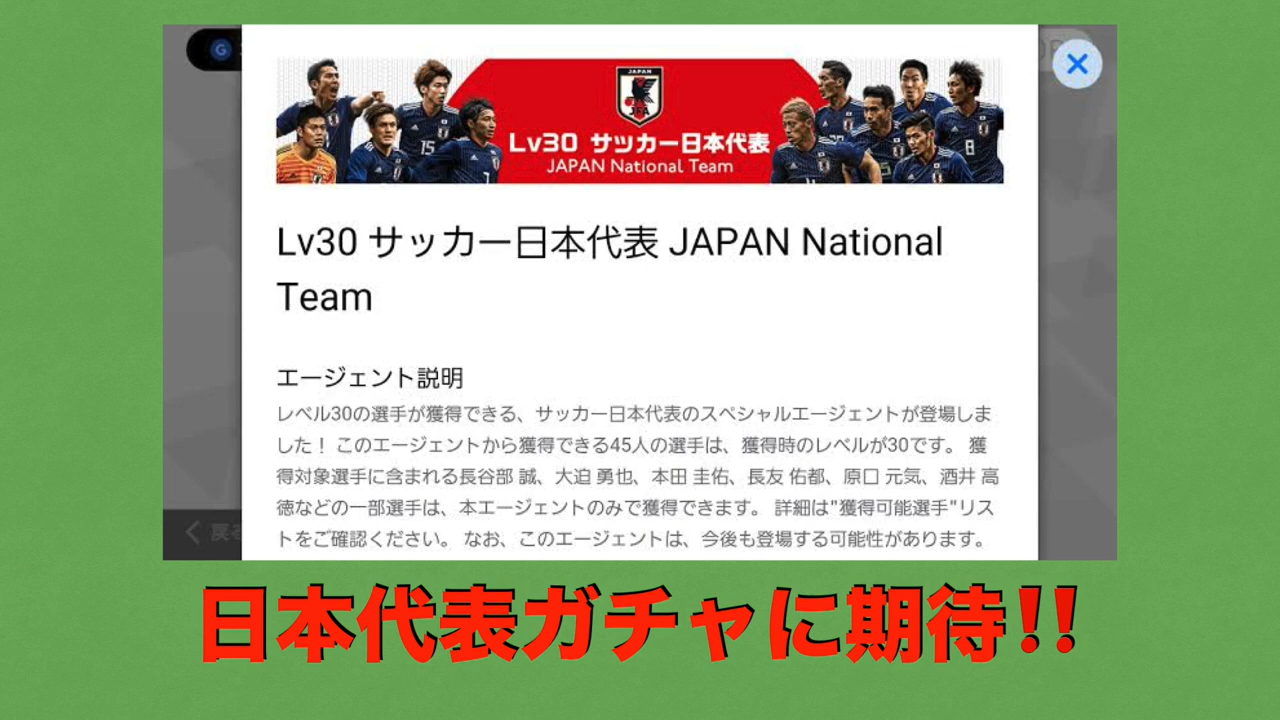 G
JAPAN
JFA
Lv30 サッカー日本代表
JAPAN National Team
15
7
8
Lv30 サッカー日本代表 JAPAN National
Team
エージェント説明
レベル30の選手が獲得できる、サッカー日本代表のスペシャルエージェントが登場しま
した! このエージェントから獲得できる45人の選手は、獲得時のレベルが30です。 獲
得対象選手に含まれる長谷部 誠、大迫 勇也、本田 圭佑、長友 佑都、原口 元気、酒井 高
徳などの一部選手は、本エージェントのみで獲得できます。 詳細は"獲得可能選手"リス
トをご確認ください。 なお、このエージェントは、今後も登場する可能性があります。
戻る
日本代表ガチャに期待!!